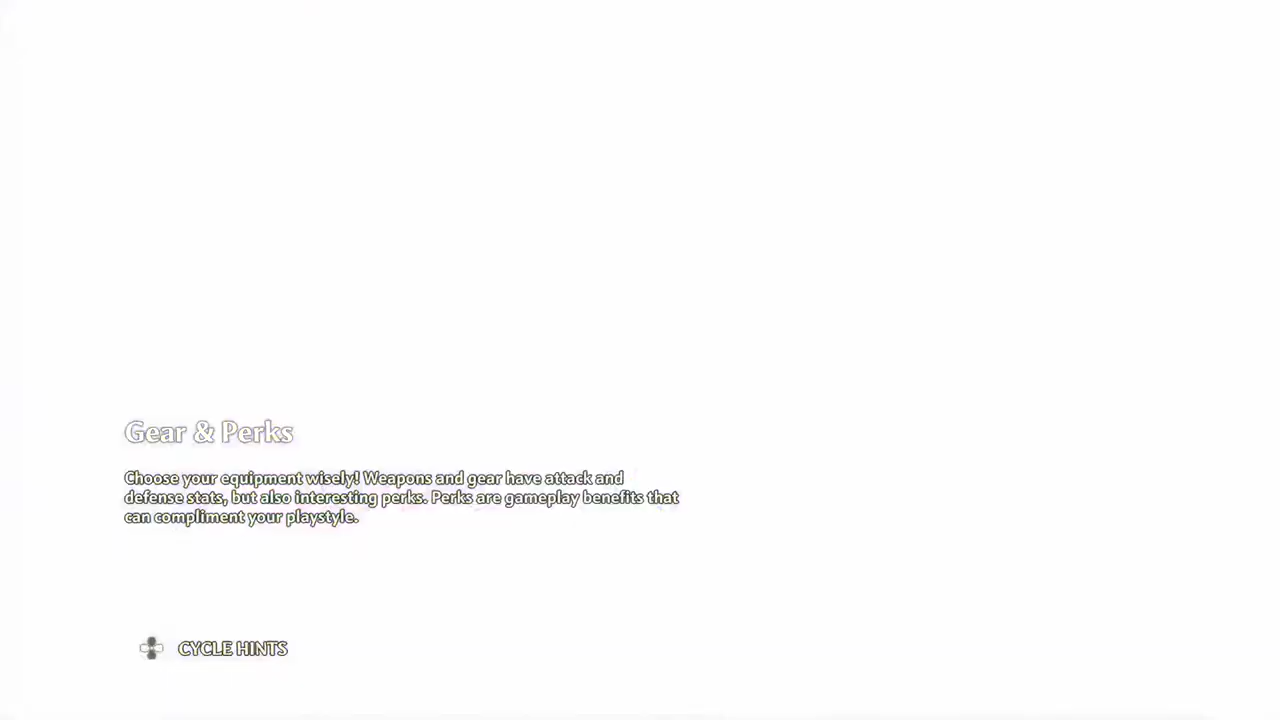 Gear & Perks
Choose your equipment wisely! Weapons and gear have attack and
defense stats, but also interesting perks. Perks are gameplay benefits that
can compliment your playstyle.
CYCLE HINTS